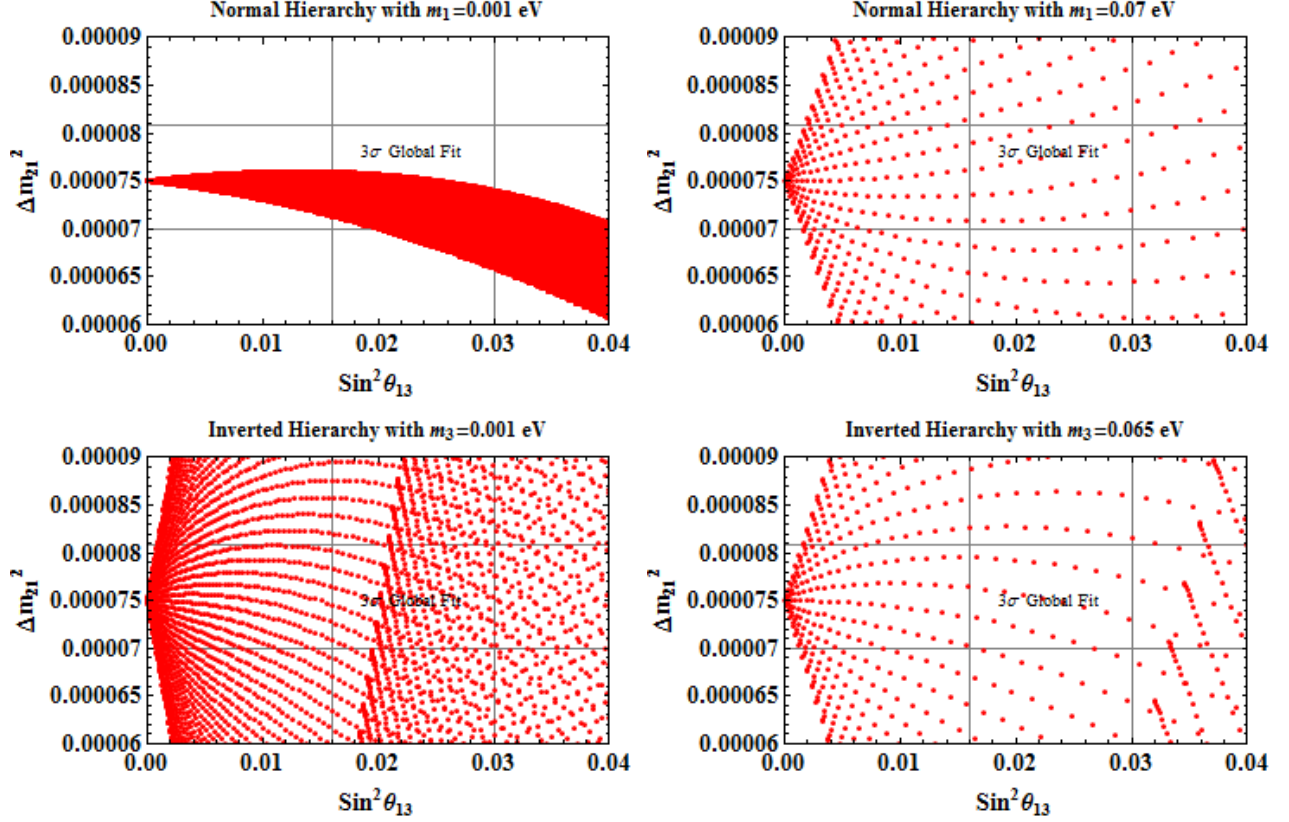 Normal Hierarchy with m₁=0.001 eV
0.00009
0.000085
0.00008
0.000075
0.00007
0.000065
0.00006
Δm₂₁²
3σ Global Fit
0.00 0.01 0.02 0.03 0.04
Sin²θ₁₃
Normal Hierarchy with m₁=0.07 eV
0.00009
0.000085
0.00008
0.000075
0.00007
0.000065
0.00006
Δm₂₁²
3σ Global Fit
0.00 0.01 0.02 0.03 0.04
Sin²θ₁₃
Inverted Hierarchy with m₃=0.001 eV
0.00009
0.000085
0.00008
0.000075
0.00007
0.000065
0.00006
Δm₂₁²
3σ Global Fit
0.00 0.01 0.02 0.03 0.04
Sin²θ₁₃
Inverted Hierarchy with m₃=0.065 eV
0.00009
0.000085
0.00008
0.000075
0.00007
0.000065
0.00006
Δm₂₁²
3σ Global Fit
0.00 0.01 0.02 0.03 0.04
Sin²θ₁₃